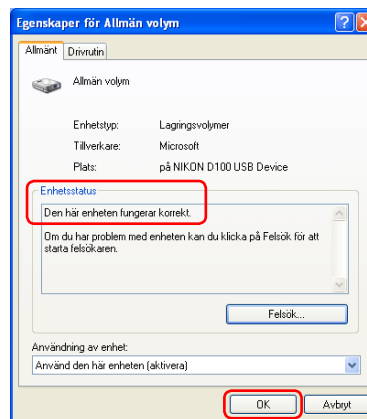 Egenskaper för Allmän volym
Allmänt Drivrutin
Allmän volym
Enhetstyp: Lagringsvolymer
Tillverkare: Microsoft
Plats: på NIKON D100 USB Device
Enhetsstatus
Den här enheten fungerar korrekt.
Om du har problem med enheten kan du klicka på Felsök för att
starta felsökaren.
Felsök...
Användning av enhet:
Använd den här enheten (aktivera)
OK Avbryt